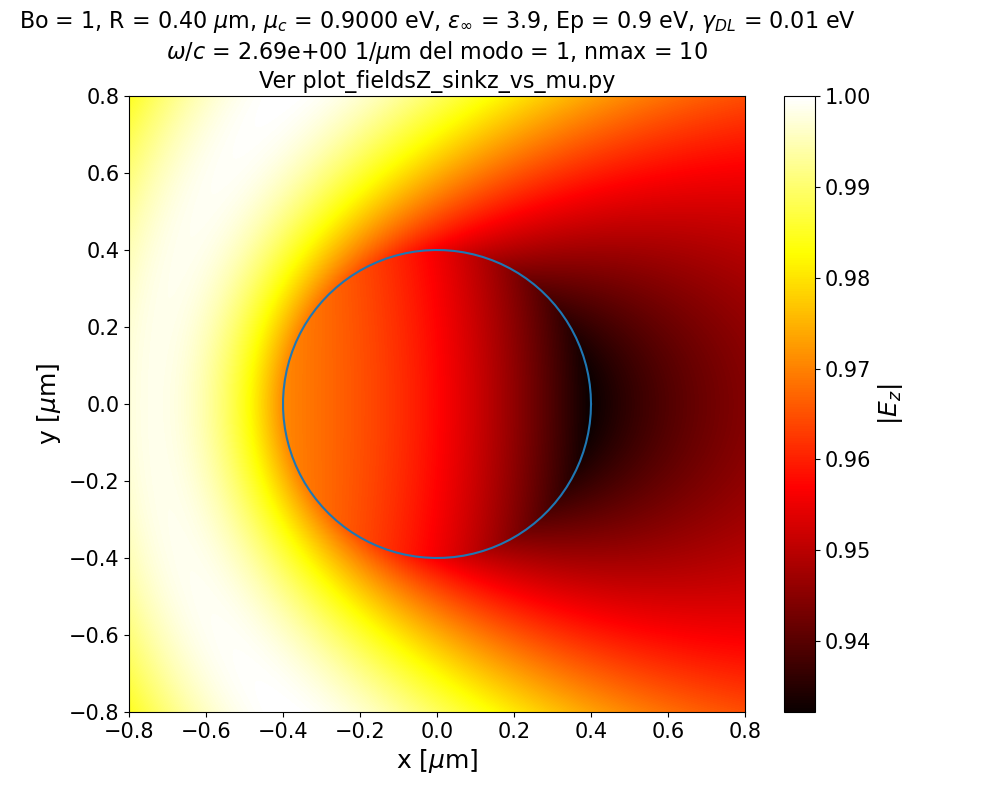 Bo = 1, R = 0.40 μm, μ_c = 0.9000 eV, ε_∞ = 3.9, Ep = 0.9 eV, γ_DL = 0.01 eV
ω/c = 2.69e+00 1/μm del modo = 1, nmax = 10
Ver plot_fieldsZ_sinkz_vs_mu.py
0.8
0.6
0.4
0.2
0.0
−0.2
−0.4
−0.6
−0.8
y [μm]
−0.8 −0.6 −0.4 −0.2 0.0 0.2 0.4 0.6 0.8
x [μm]
1.00
0.99
0.98
0.97
0.96
0.95
0.94
|E_z|